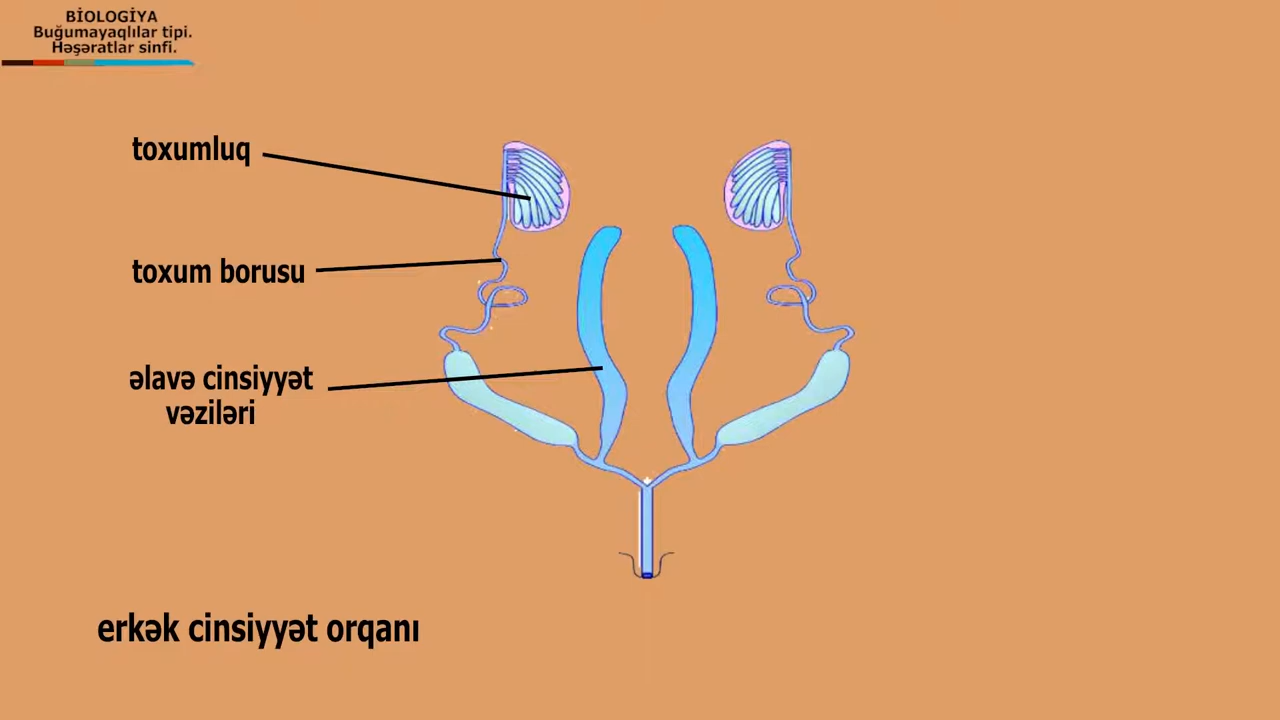 BİOLOGİYA
Buğumayaqlılar tipi.
Həşəratlar sinfi.
toxumluq
toxum borusu
əlavə cinsiyyət
vəziləri
erkək cinsiyyət orqanı